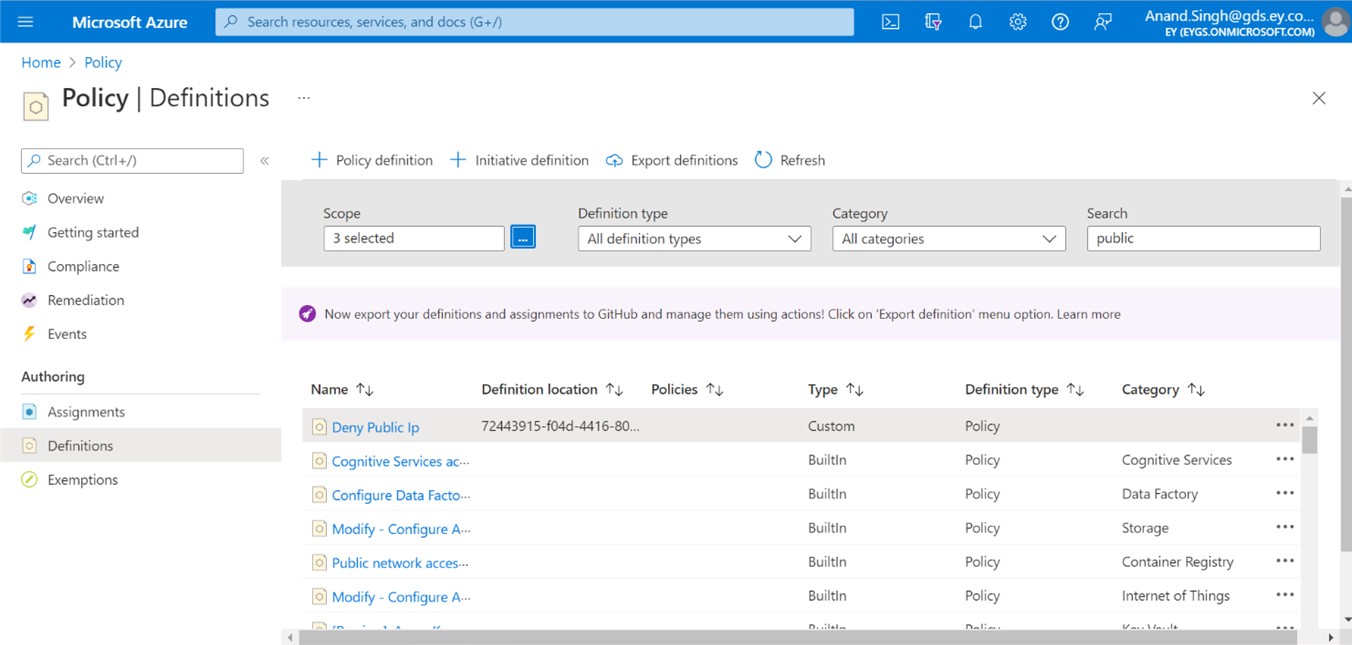 Microsoft Azure
Search resources, services, and docs (G+/)
Anand.Singh@gds.ey.co...
EY (EYGS.ONMICROSOFT.COM)
Home > Policy
Policy | Definitions ...
Search (Ctrl+/) «
Overview
Getting started
Compliance
Remediation
Events
Authoring
Assignments
Definitions
Exemptions
+ Policy definition + Initiative definition Export definitions Refresh
Scope Definition type Category Search
3 selected ... All definition types All categories public
Now export your definitions and assignments to GitHub and manage them using actions! Click on 'Export definition' menu option. Learn more
Name ↑↓ Definition location ↑↓ Policies ↑↓ Type ↑↓ Definition type ↑↓ Category ↑↓
Deny Public Ip 72443915-f04d-4416-80... Custom Policy ...
Cognitive Services ac... BuiltIn Policy Cognitive Services ...
Configure Data Facto... BuiltIn Policy Data Factory ...
Modify - Configure A... BuiltIn Policy Storage ...
Public network acces... BuiltIn Policy Container Registry ...
Modify - Configure A... BuiltIn Policy Internet of Things ...
BuiltIn Policy Key Vault ...